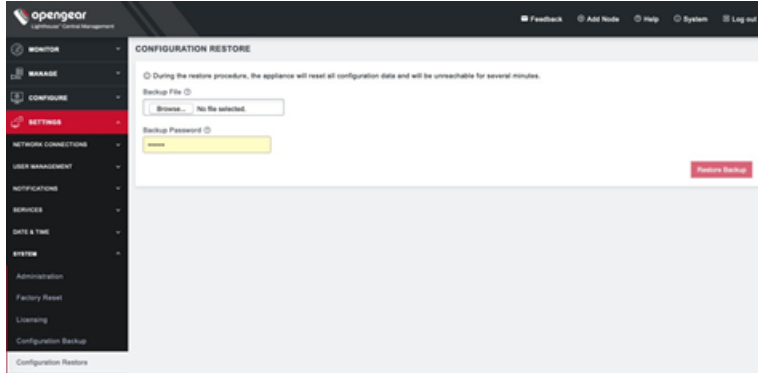 opengear
Lighthouse Central Management
Feedback
Add Node
Help
System
Log out
MONITOR
MANAGE
CONFIGURE
SETTINGS
NETWORK CONNECTIONS
USER MANAGEMENT
NOTIFICATIONS
SERVICES
DATE & TIME
SYSTEM
Administration
Factory Reset
Licensing
Configuration Backup
Configuration Restore
CONFIGURATION RESTORE
During the restore procedure, the appliance will reset all configuration data and will be unreachable for several minutes.
Backup File
Browse... No file selected.
Backup Password
Restore Backup